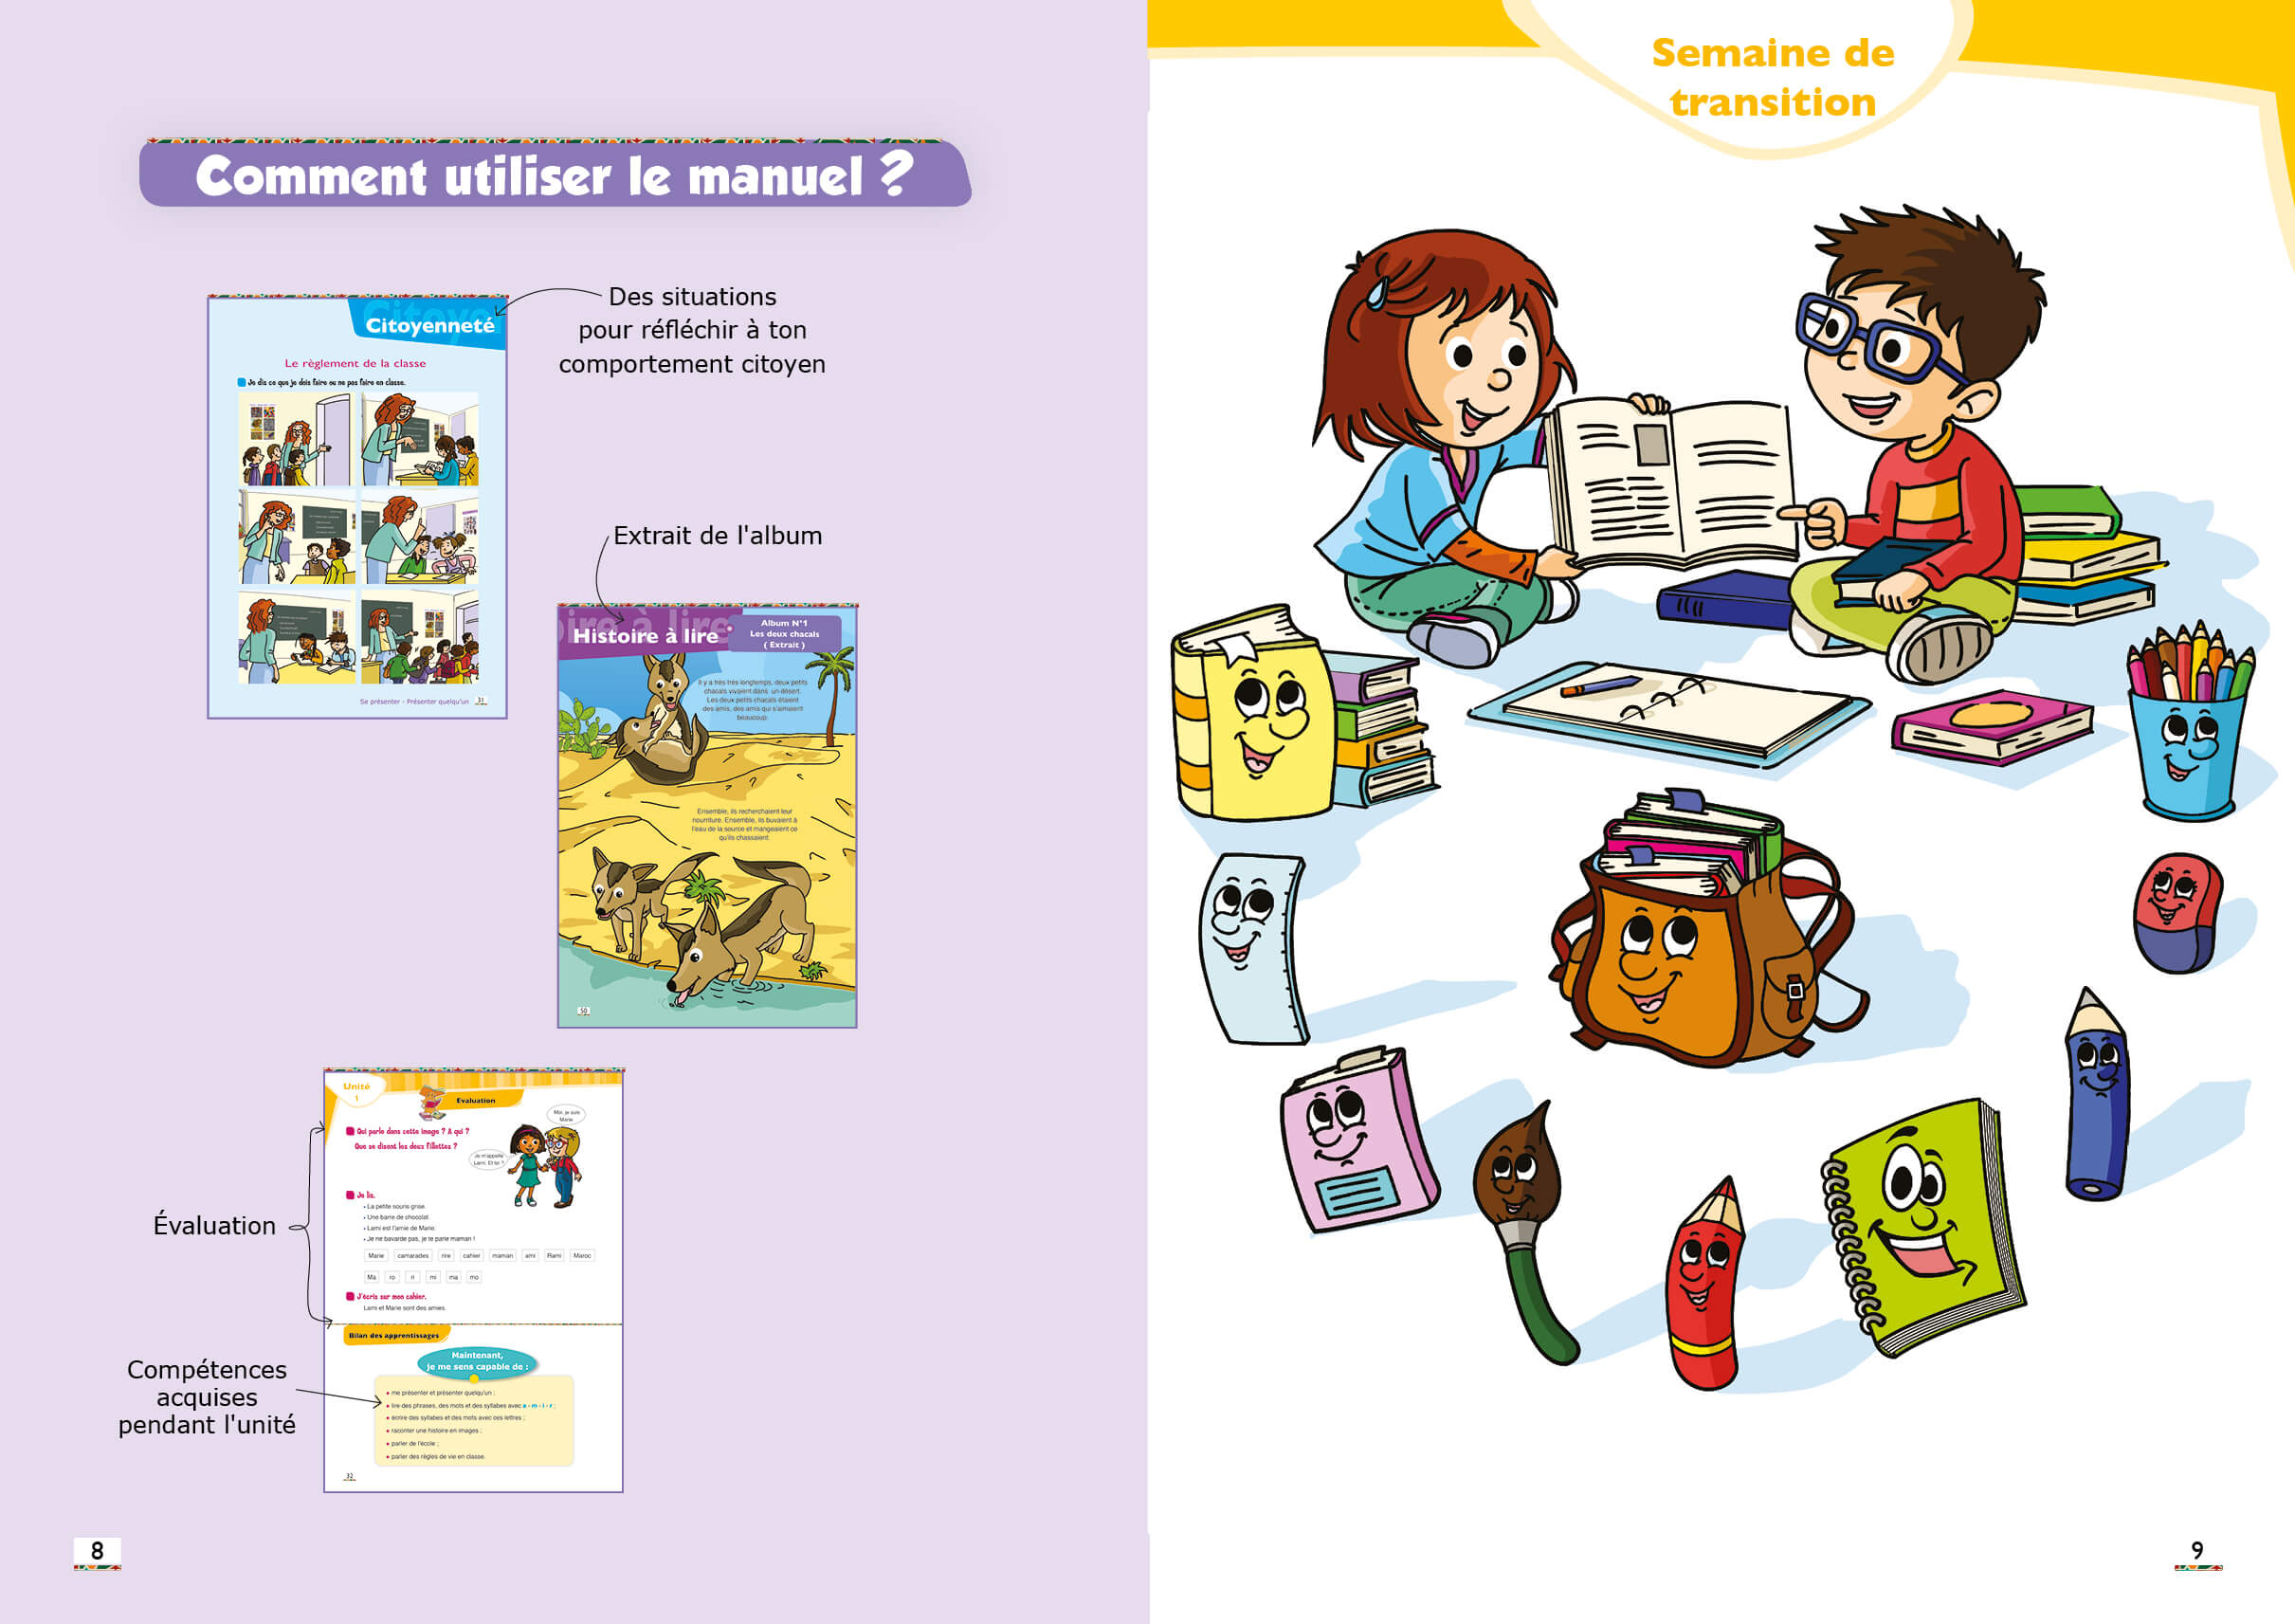 Comment utiliser le manuel ?
Des situations
pour réfléchir à ton
comportement citoyen
Citoyenneté
Le règlement de la classe
Je dis ce que je dois faire ou ne pas faire en classe.
Se présenter - Présenter quelqu'un 31
Extrait de l'album
Histoire à lire
Album N°1
Les deux chacals
( Extrait )
Il y a très très longtemps, deux petits
chacals vivaient dans un désert.
Les deux petits chacals étaient
des amis, des amis qui s'aimaient
beaucoup.
Ensemble, ils recherchaient leur
nourriture. Ensemble, ils buvaient à
l'eau de la source et mangeaient ce
qu'ils chassaient.
50
Évaluation
Unité
1
Evaluation
Moi, je suis
Marie.
Qui parle dans cette image ? A qui ?
Que se disent les deux fillettes ?
Je m'appelle
Lami. Et toi ?
Je lis.
• La petite souris grise.
• Une barre de chocolat.
• Lami est l'amie de Marie.
• Je ne bavarde pas, je te parle maman !
Marie camarades rire cahier maman ami Rami Maroc
Ma ro ri mi ma mo
J'écris sur mon cahier.
Lami et Marie sont des amies.
Compétences
acquises
pendant l'unité
Bilan des apprentissages
Maintenant,
je me sens capable de :
me présenter et présenter quelqu'un ;
lire des phrases, des mots et des syllabes avec a - m - i - r ;
écrire des syllabes et des mots avec ces lettres ;
raconter une histoire en images ;
parler de l'école ;
parler des règles de vie en classe.
32
8
Semaine de
transition
9